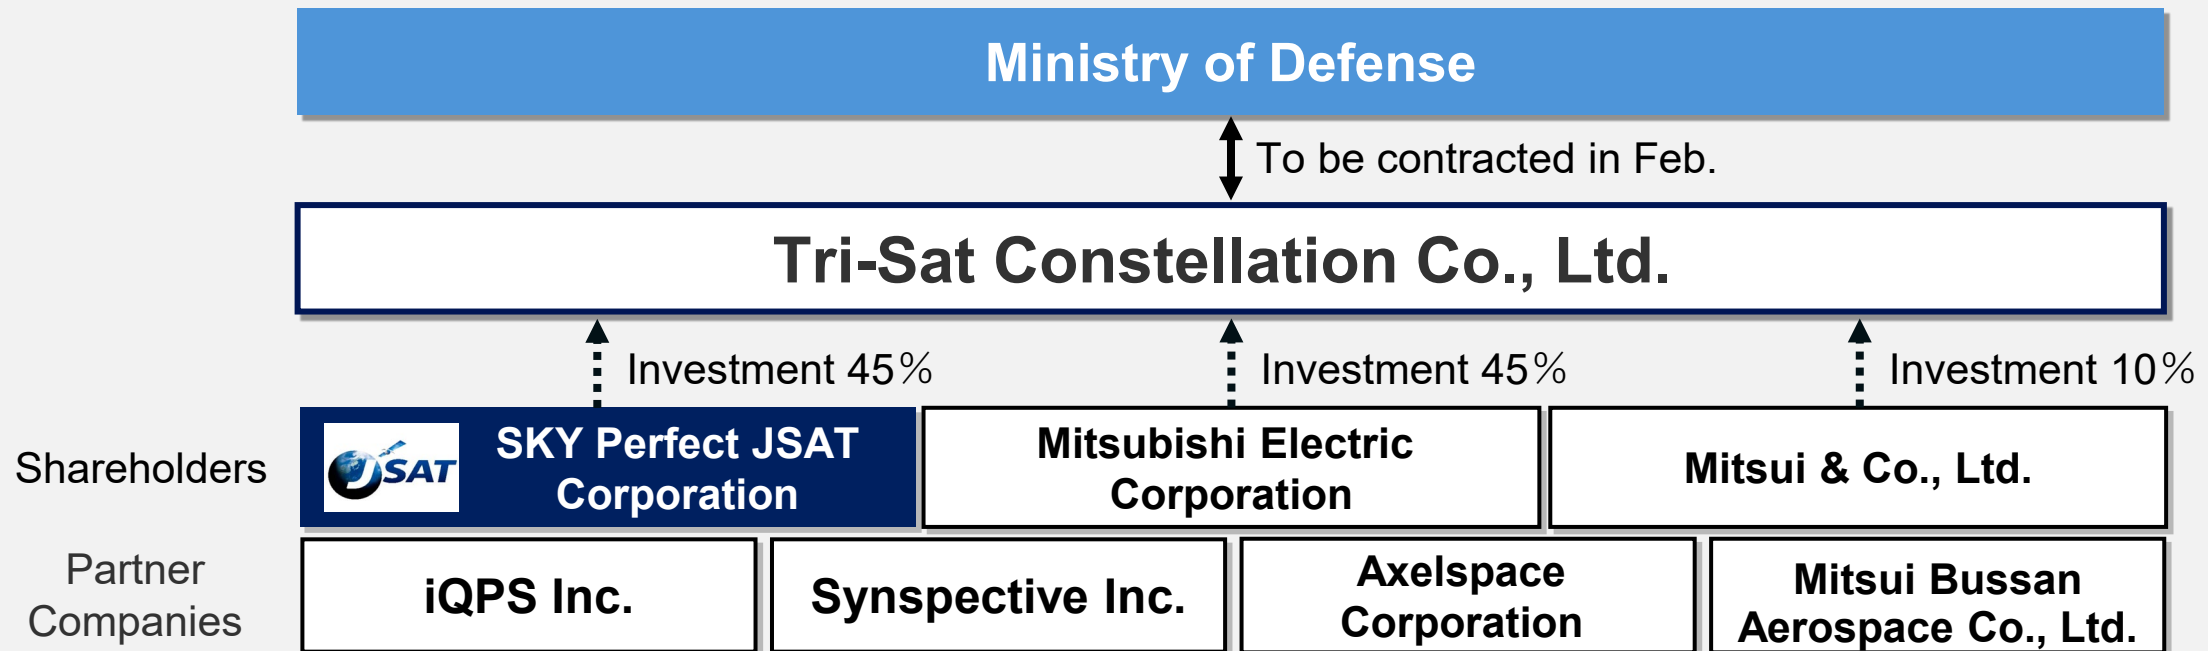 Ministry of Defense
To be contracted in Feb.
Tri-Sat Constellation Co., Ltd.
Investment 45%
Investment 45%
Investment 10%
Shareholders
JSAT
SKY Perfect JSAT
Corporation
Mitsubishi Electric
Corporation
Mitsui & Co., Ltd.
Partner
Companies
iQPS Inc.
Synspective Inc.
Axelspace
Corporation
Mitsui Bussan
Aerospace Co., Ltd.